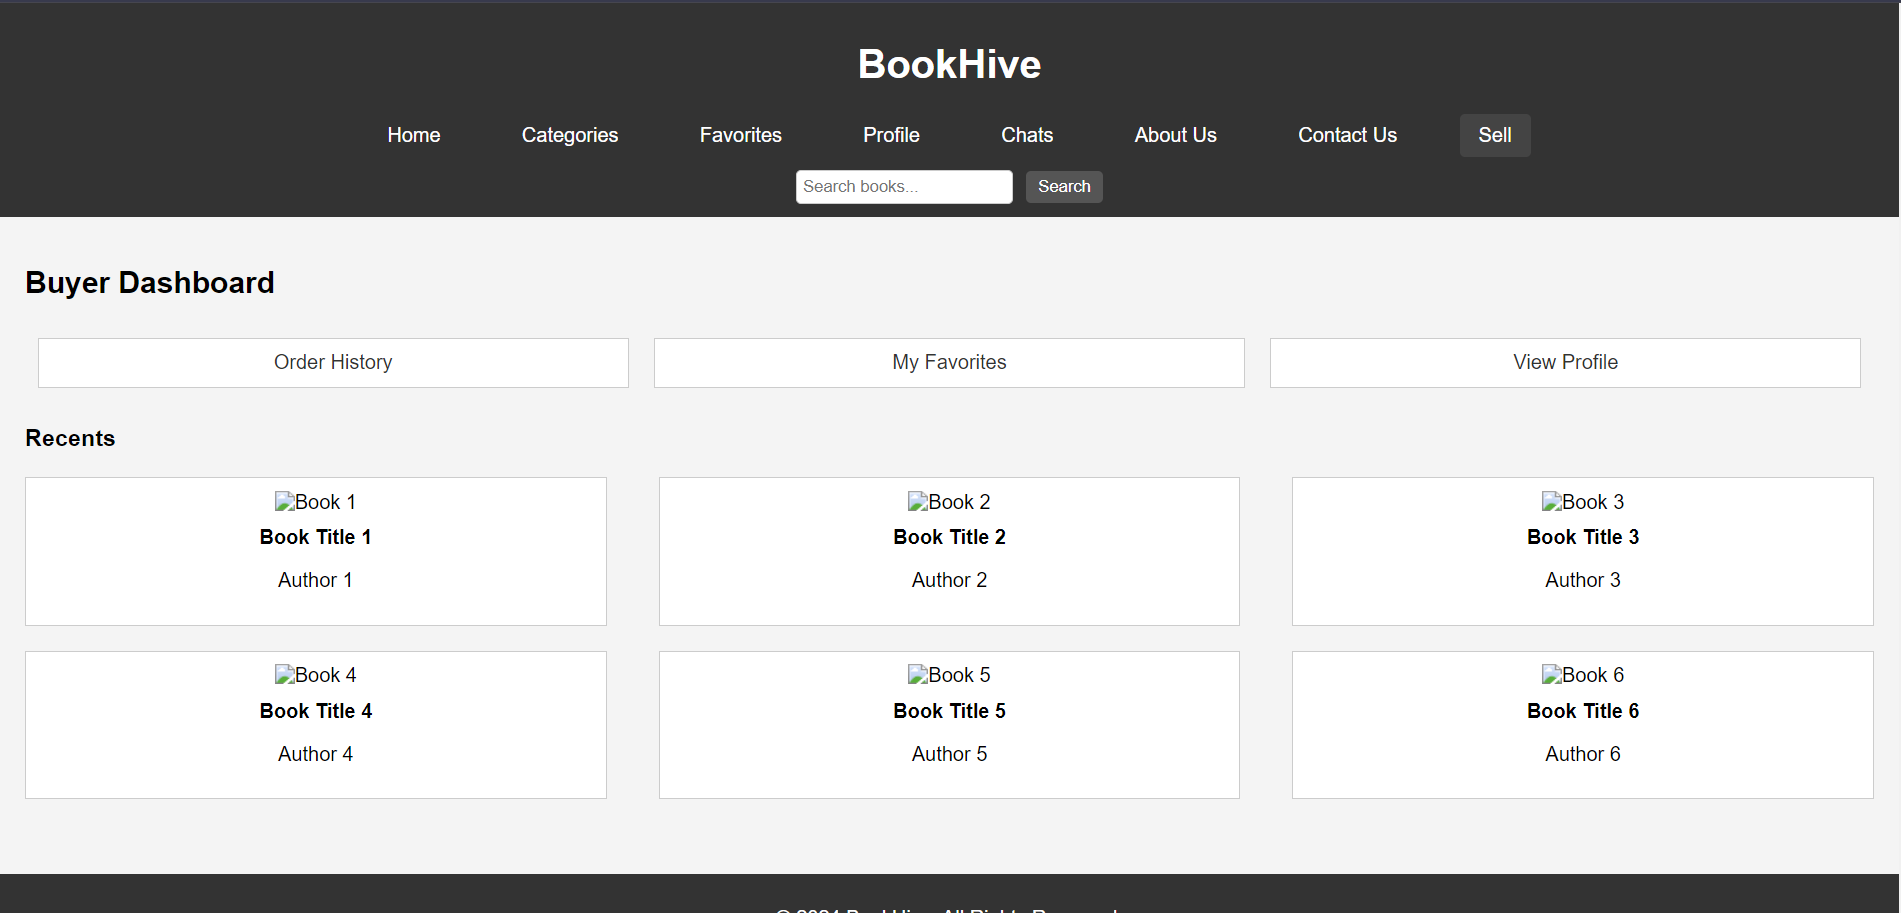 BookHive
Home Categories Favorites Profile Chats About Us Contact Us Sell
Search books... Search
Buyer Dashboard
Order History My Favorites View Profile
Recents
Book 1 Book 2 Book 3
Book Title 1 Book Title 2 Book Title 3
Author 1 Author 2 Author 3
Book 4 Book 5 Book 6
Book Title 4 Book Title 5 Book Title 6
Author 4 Author 5 Author 6